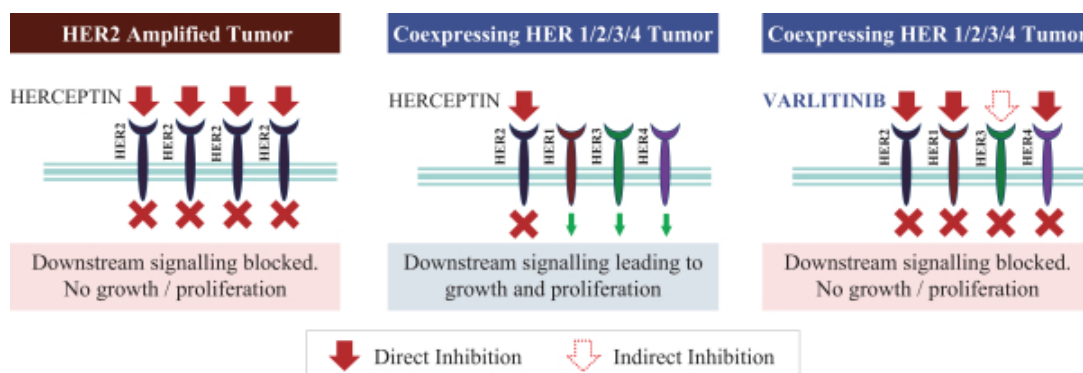 HER2 Amplified Tumor
HERCEPTIN
HER2
HER2
HER2
HER2
Downstream signalling blocked.
No growth / proliferation
Coexpressing HER 1/2/3/4 Tumor
HERCEPTIN
HER2
HER1
HER3
HER4
Downstream signalling leading to
growth and proliferation
Coexpressing HER 1/2/3/4 Tumor
VARLITINIB
HER2
HER1
HER3
HER4
Downstream signalling blocked.
No growth / proliferation
Direct Inhibition
Indirect Inhibition